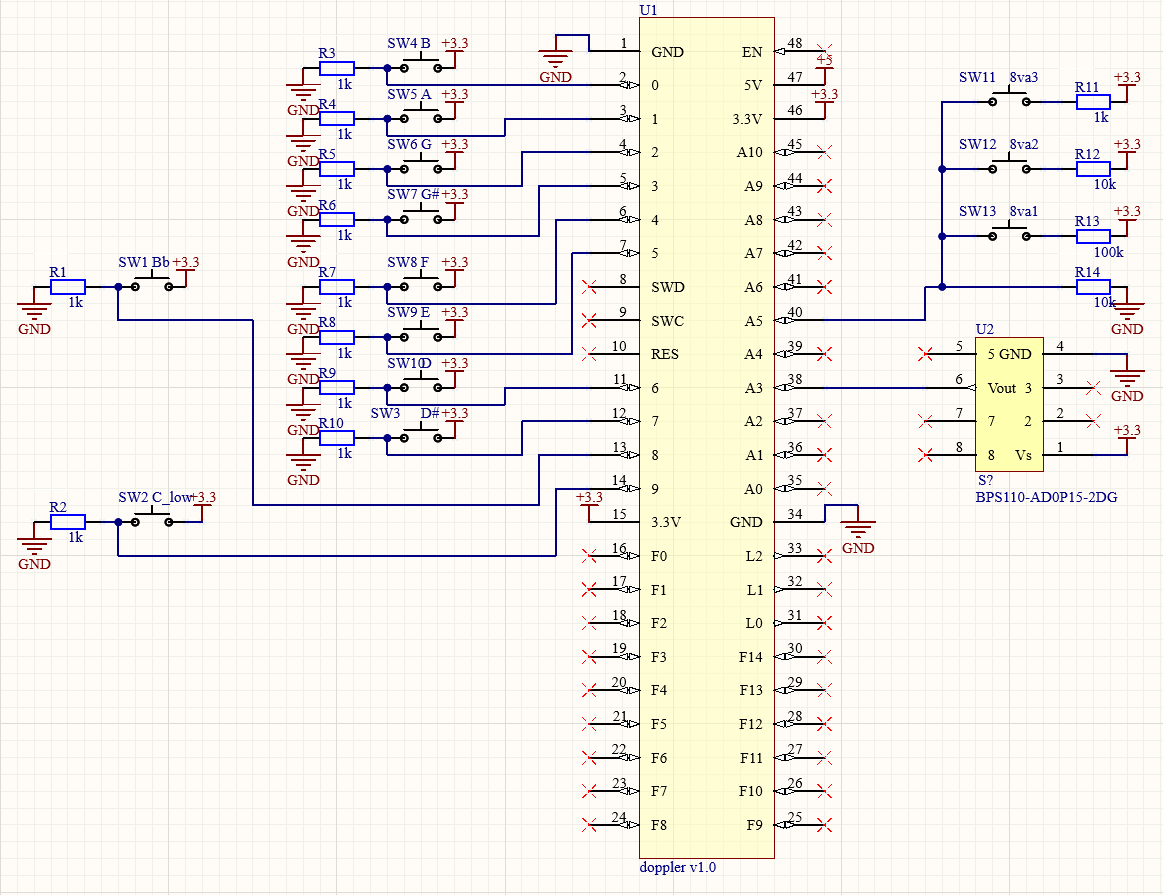 U1
SW4 B +3.3
R3
1k
GND
SW5 A +3.3
R4
1k
GND
SW6 G +3.3
R5
1k
GND
SW7 G# +3.3
R6
1k
GND
SW8 F +3.3
R7
1k
GND
SW9 E +3.3
R8
1k
GND
SW10 D +3.3
R9
1k
GND
SW3 D# +3.3
R10
1k
GND
SW1 Bb +3.3
R1
1k
GND
SW2 C_low +3.3
R2
1k
GND
GND
+3.3
1 GND EN 48
2 0 5V 47 +5
3 1 3.3V 46 +3.3
4 2 A10 45
5 3 A9 44
6 4 A8 43
7 5 A7 42
8 SWD A6 41
9 SWC A5 40
10 RES A4 39
11 6 A3 38
12 7 A2 37
13 8 A1 36
14 9 A0 35
15 3.3V GND 34
GND
16 F0 L2 33
17 F1 L1 32
18 F2 L0 31
19 F3 F14 30
20 F4 F13 29
21 F5 F12 28
22 F6 F11 27
23 F7 F10 26
24 F8 F9 25
doppler v1.0
SW11 8va3 R11 +3.3
1k
SW12 8va2 R12 +3.3
10k
SW13 8va1 R13 +3.3
100k
R14
10k
GND
U2
5 5 GND 4
GND
6 Vout 3 3
7 7 2 2
8 8 Vs 1 +3.3
S?
BPS110-AD0P15-2DG